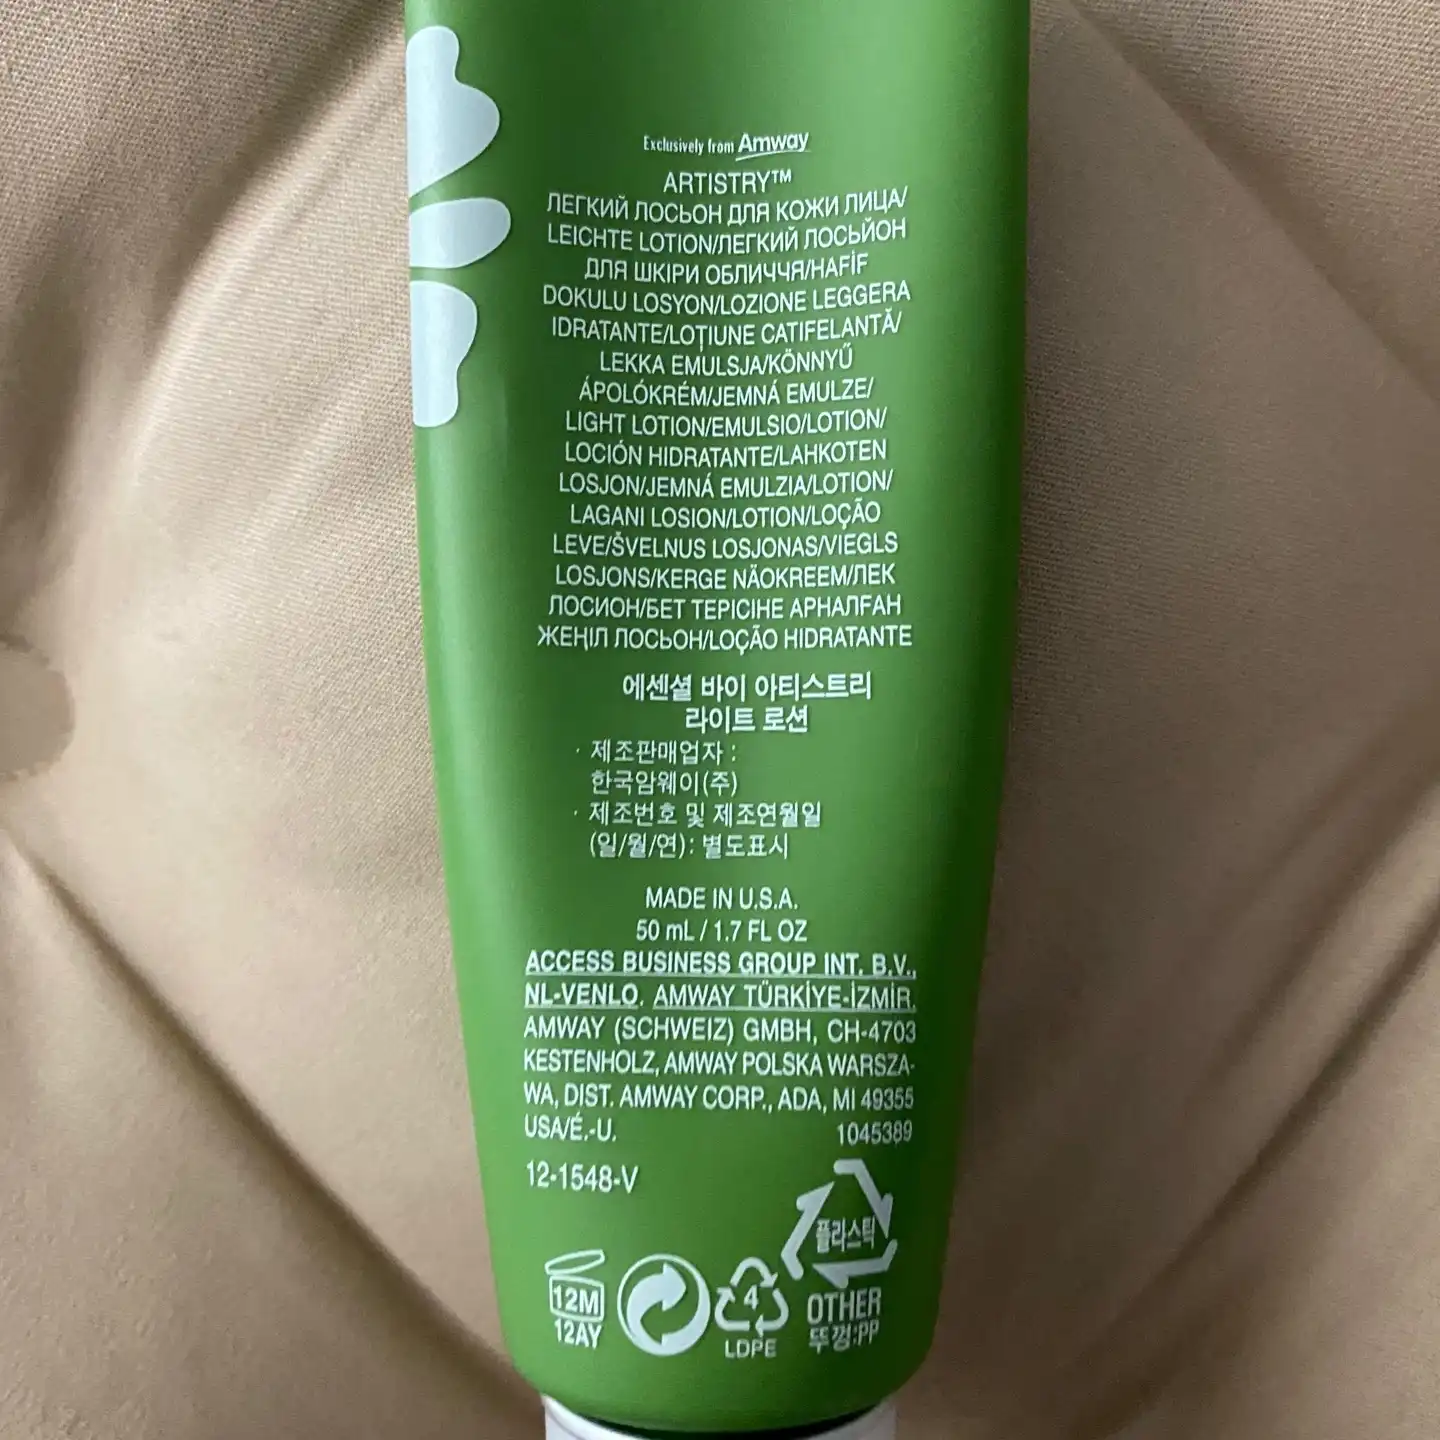 Exclusively from Amway
ARTISTRY™
ЛЕГКИЙ ЛОСЬОН ДЛЯ КОЖИ ЛИЦА/
LEICHTE LOTION/ЛЕГКИЙ ЛОСЬЙОН
ДЛЯ ШКІРИ ОБЛИЧЧЯ/HAFİF
DOKULU LOSYON/LOZIONE LEGGERA
IDRATANTE/LOȚIUNE CATIFELANTĂ/
LEKKA EMULSJA/KÖNNYŰ
ÁPOLÓKRÉM/JEMNÁ EMULZE/
LIGHT LOTION/EMULSIO/LOTION/
LOCIÓN HIDRATANTE/LAHKOTEN
LOSJON/JEMNÁ EMULZIA/LOTION/
LAGANI LOSION/LOTION/LOÇÃO
LEVE/ŠVELNUS LOSJONAS/VIEGLS
LOSJONS/KERGE NÄOKREEM/ЛЕК
ЛОСИОН/БЕТ ТЕРІСІНЕ АРНАЛҒАН
ЖЕҢІЛ ЛОСЬОН/LOÇÃO HIDRATANTE
에센셜 바이 아티스트리
라이트 로션
· 제조판매업자 :
한국암웨이(주)
· 제조번호 및 제조연월일
(일/월/연): 별도표시
MADE IN U.S.A.
50 mL / 1.7 FL OZ
ACCESS BUSINESS GROUP INT. B.V.,
NL-VENLO. AMWAY TÜRKİYE-İZMİR.
AMWAY (SCHWEIZ) GMBH, CH-4703
KESTENHOLZ, AMWAY POLSKA WARSZA-
WA, DIST. AMWAY CORP., ADA, MI 49355
USA/É.-U. 1045389
12-1548-V
플라스틱
12M 4 OTHER
12AY LDPE 뚜껑:PP